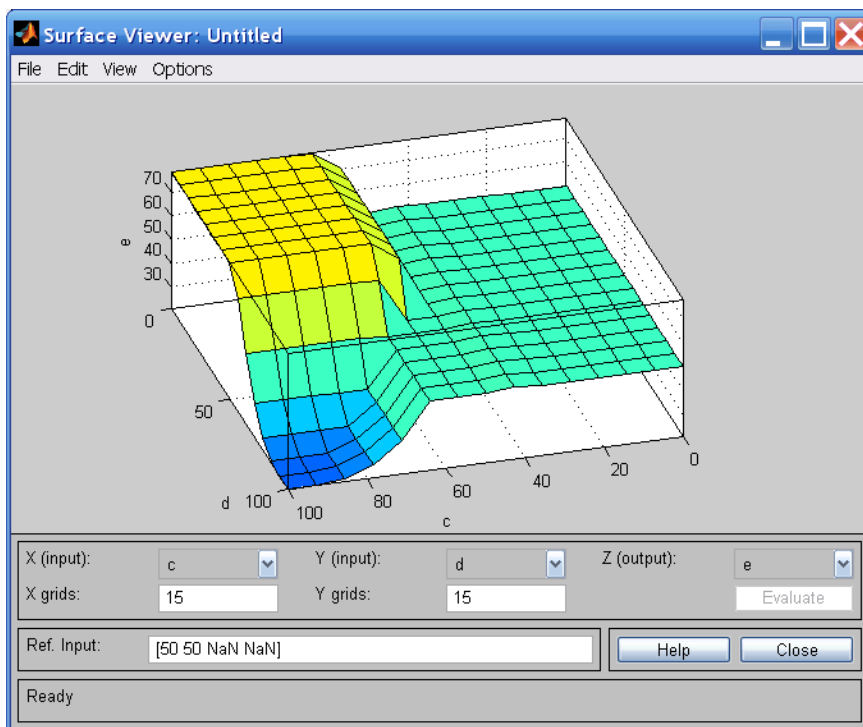 Surface Viewer: Untitled
File Edit View Options
70
60
50
40
30
e
0
50
100
d
100
80
60
40
20
0
c
X (input): c Y (input): d Z (output): e
X grids: 15 Y grids: 15 Evaluate
Ref. Input: [50 50 NaN NaN] Help Close
Ready